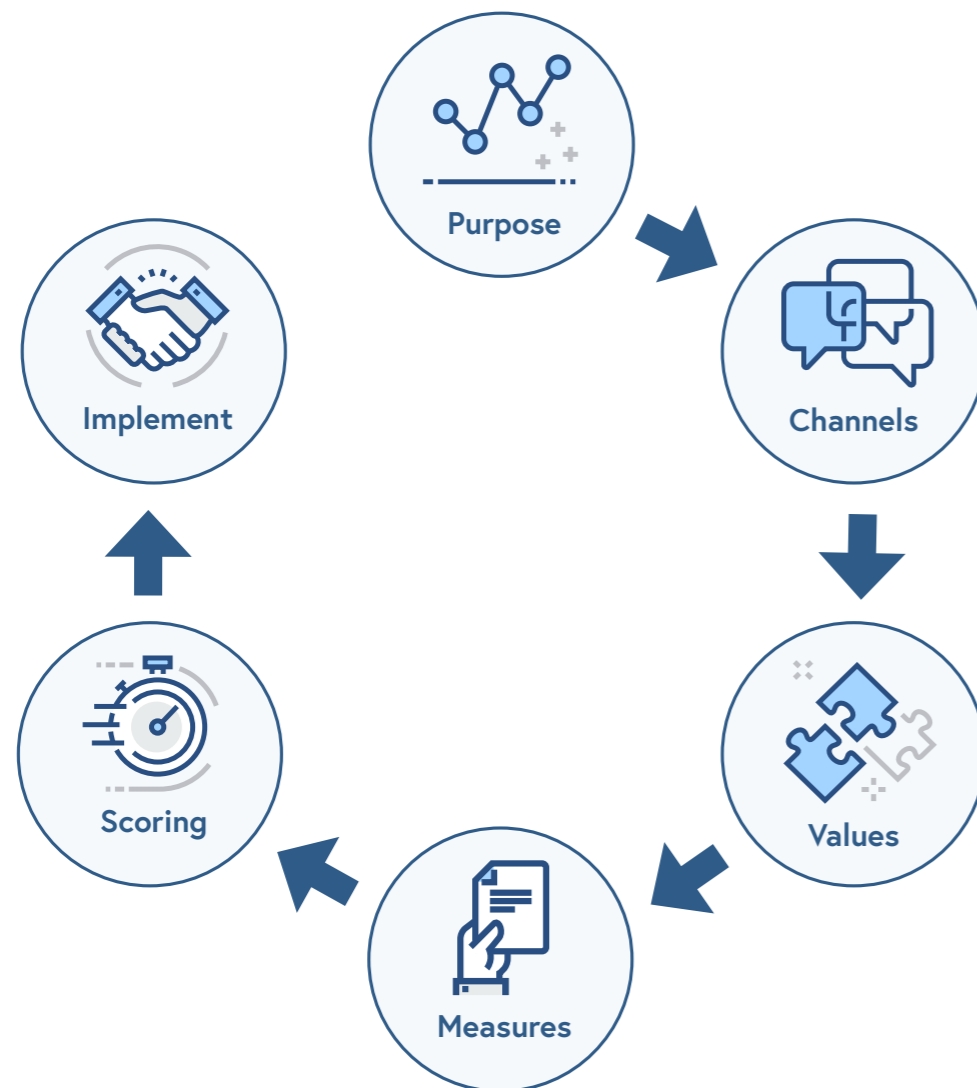 Purpose
Channels
Values
Measures
Scoring
Implement